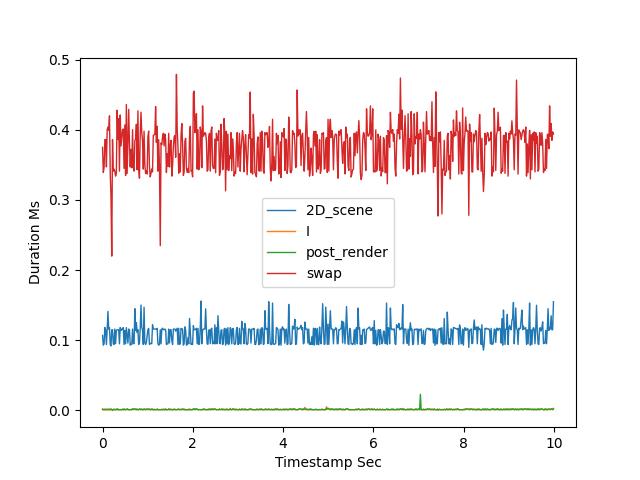 0.5
0.4
0.3
0.2
0.1
0.0
Duration Ms
2D_scene
I
post_render
swap
0 2 4 6 8 10
Timestamp Sec